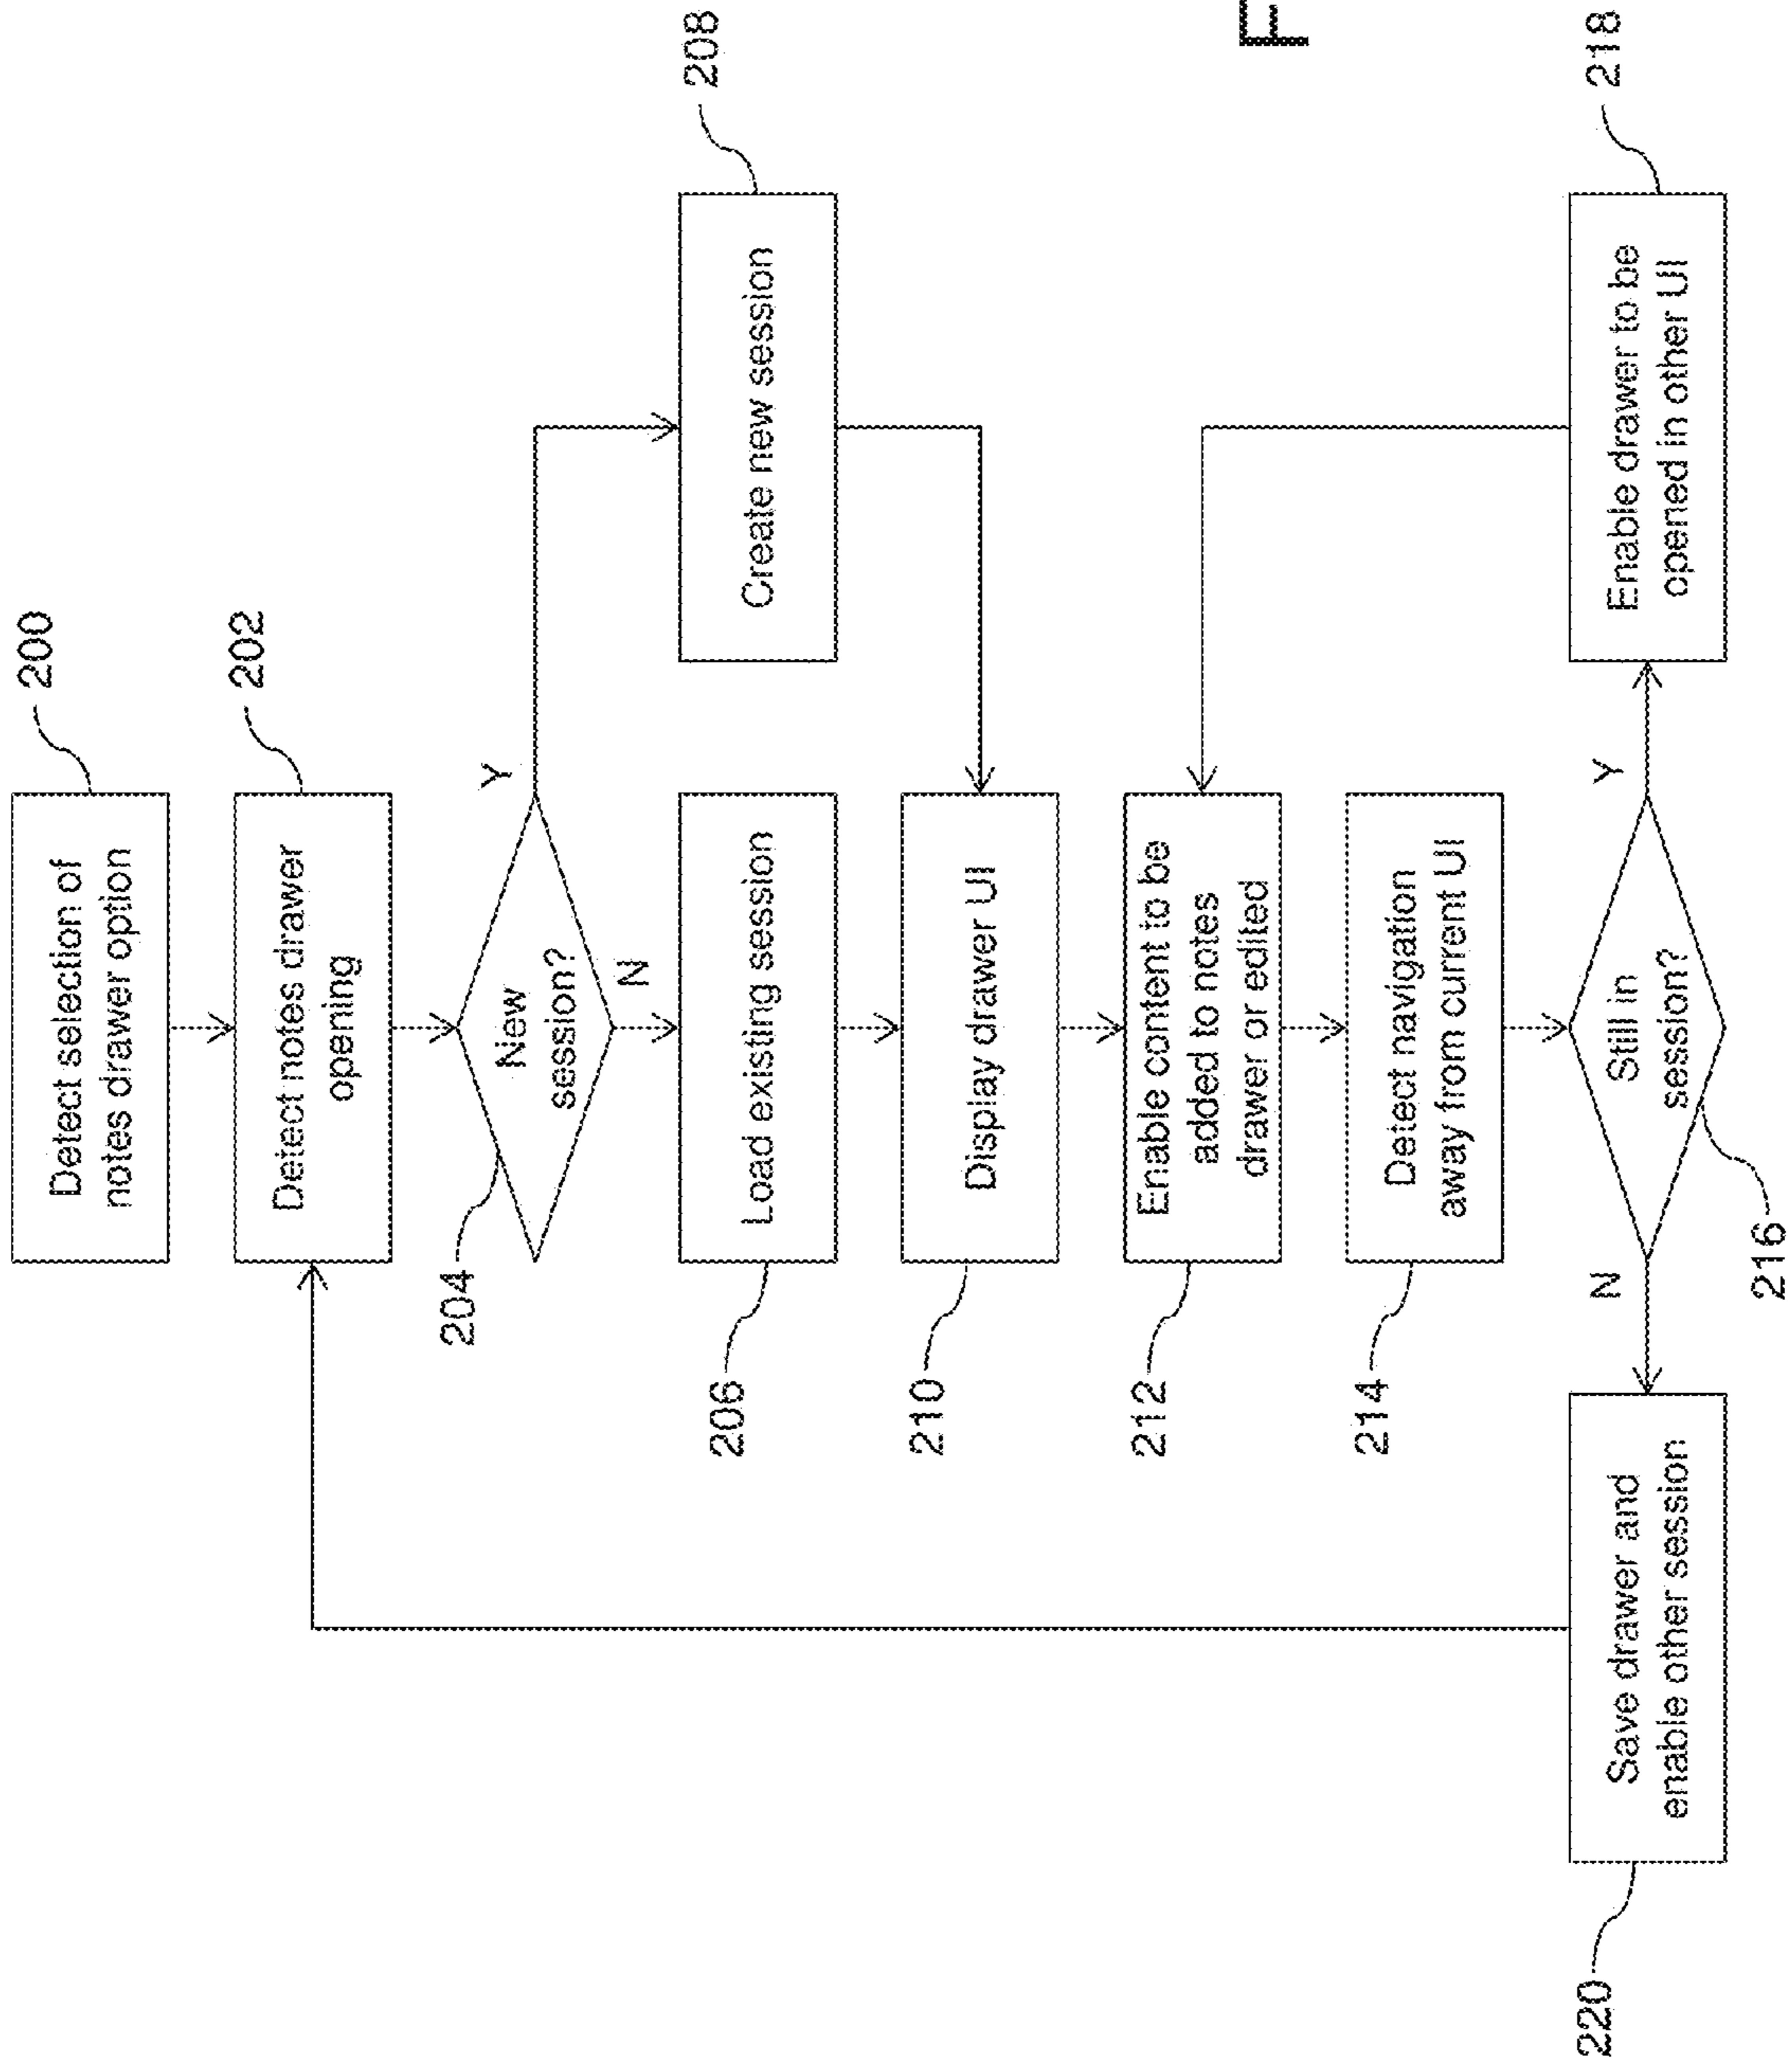 Detect selection of
notes drawer option
200
Detect notes drawer
opening
202
New
session?
204
Y
N
Load existing session
206
Create new session
208
Display drawer UI
210
Enable content to be
added to notes
drawer or edited
212
Detect navigation
away from current UI
214
Still in
session?
216
N
Y
Save drawer and
enable other session
220
Enable drawer to be
opened in other UI
218
F